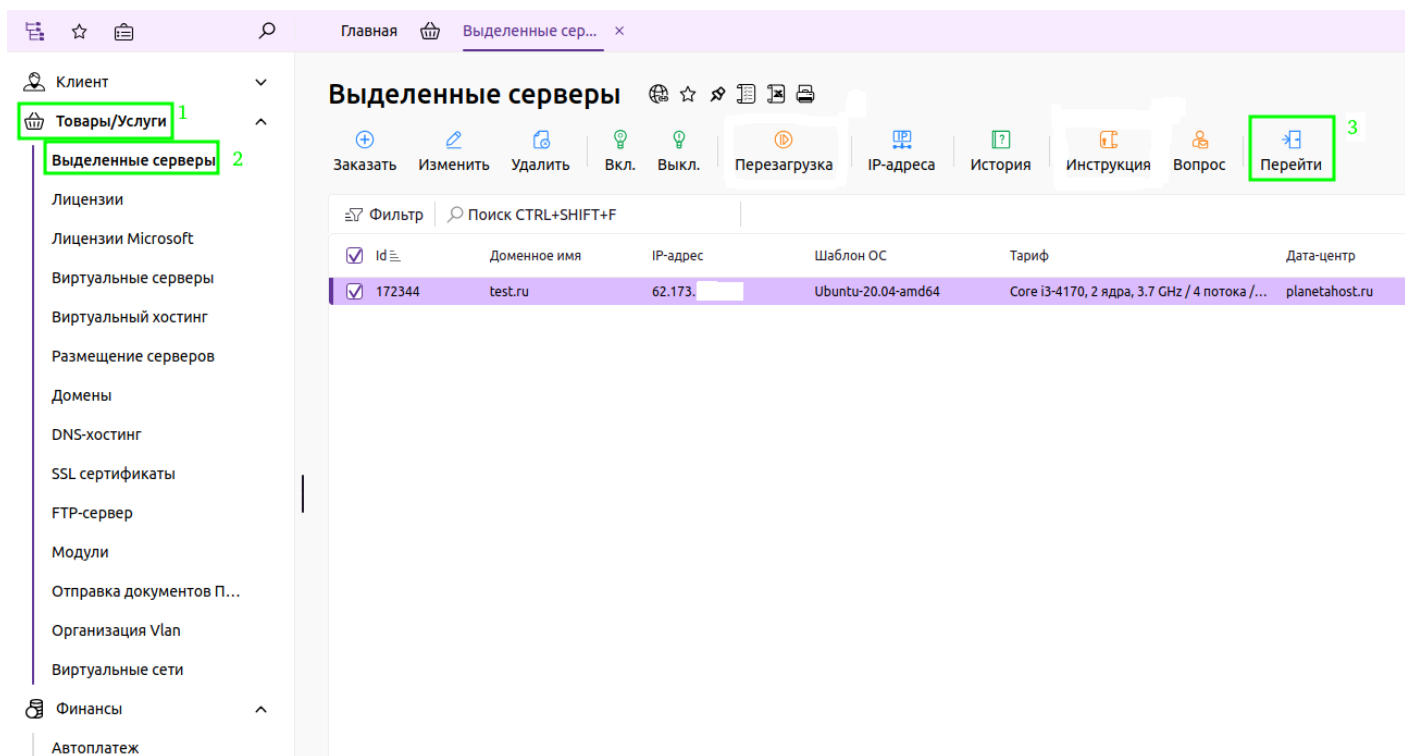 Главная
Выделенные сер... ×
Клиент
Товары/Услуги 1
Выделенные серверы 2
Лицензии
Лицензии Microsoft
Виртуальные серверы
Виртуальный хостинг
Размещение серверов
Домены
DNS-хостинг
SSL сертификаты
FTP-сервер
Модули
Отправка документов П...
Организация Vlan
Виртуальные сети
Финансы
Автоплатеж
Выделенные серверы
Заказать Изменить Удалить Вкл. Выкл. Перезагрузка IP-адреса История Инструкция Вопрос Перейти 3
Фильтр Поиск CTRL+SHIFT+F
Id Доменное имя IP-адрес Шаблон ОС Тариф Дата-центр
172344 test.ru 62.173. Ubuntu-20.04-amd64 Core i3-4170, 2 ядра, 3.7 GHz / 4 потока /... planetahost.ru